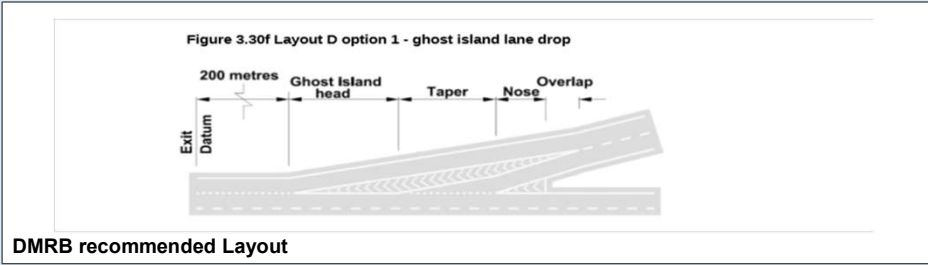 Figure 3.30f Layout D option 1 - ghost island lane drop
200 metres
Ghost Island
head
Taper
Nose
Overlap
Exit
Datum
DMRB recommended Layout